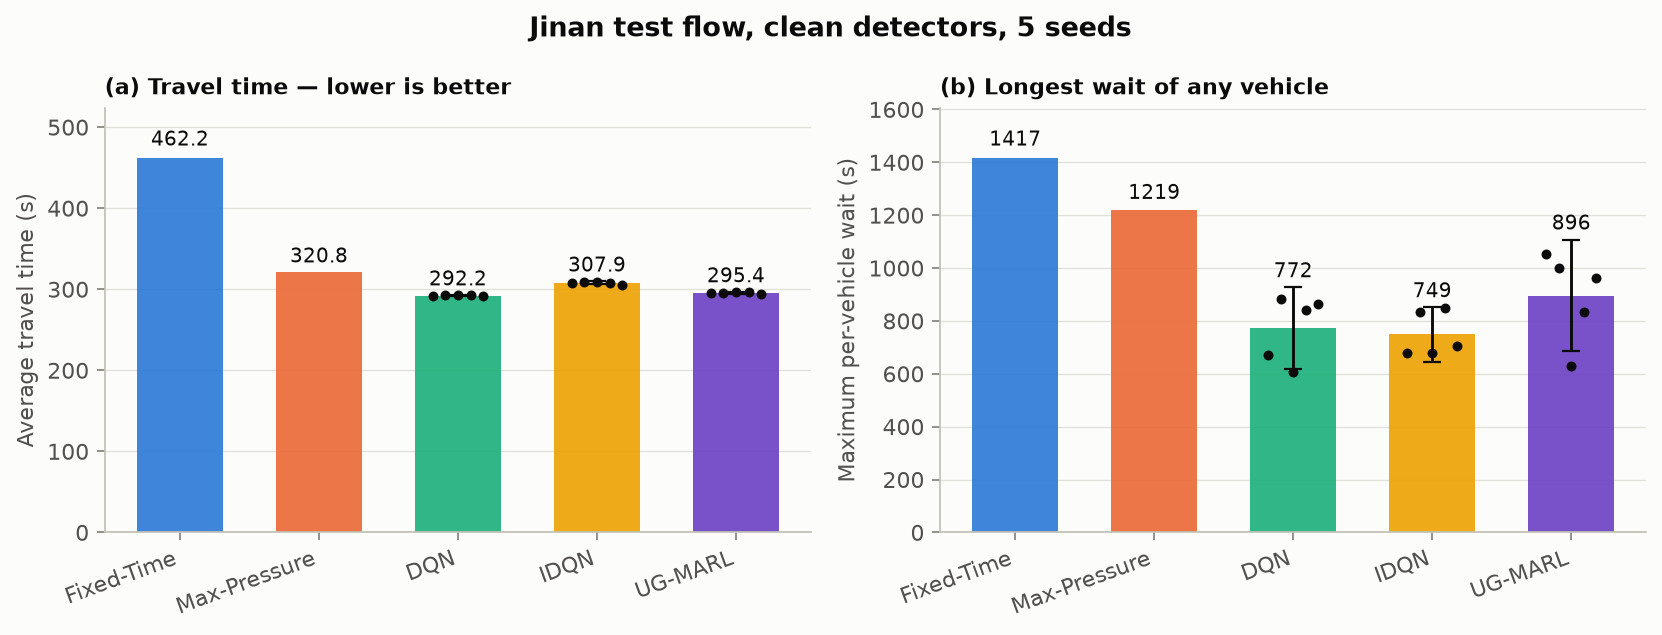 Jinan test flow, clean detectors, 5 seeds
(a) Travel time — lower is better
Average travel time (s)
500
400
300
200
100
0
462.2
320.8
292.2
307.9
295.4
Fixed-Time
Max-Pressure
DQN
IDQN
UG-MARL
(b) Longest wait of any vehicle
Maximum per-vehicle wait (s)
1600
1400
1200
1000
800
600
400
200
0
1417
1219
772
749
896
Fixed-Time
Max-Pressure
DQN
IDQN
UG-MARL